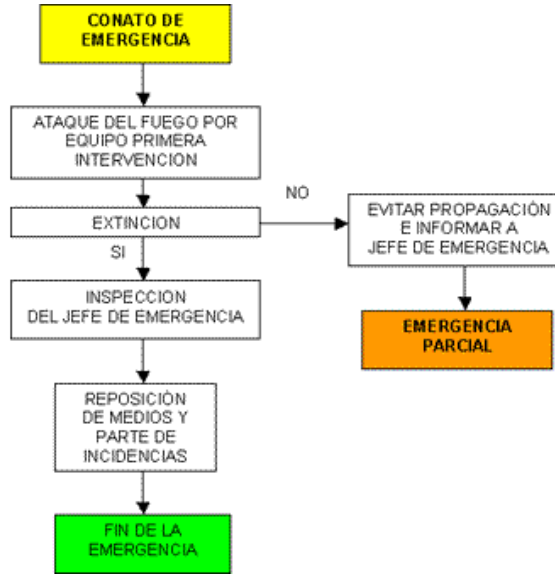 CONATO DE
EMERGENCIA
ATAQUE DEL FUEGO POR
EQUIPO PRIMERA
INTERVENCION
EXTINCION
NO
EVITAR PROPAGACIÓN
E INFORMAR A
JEFE DE EMERGENCIA
SI
INSPECCION
DEL JEFE DE EMERGENCIA
EMERGENCIA
PARCIAL
REPOSICIÒN
DE MEDIOS Y
PARTE DE
INCIDENCIAS
FIN DE LA
EMERGENCIA